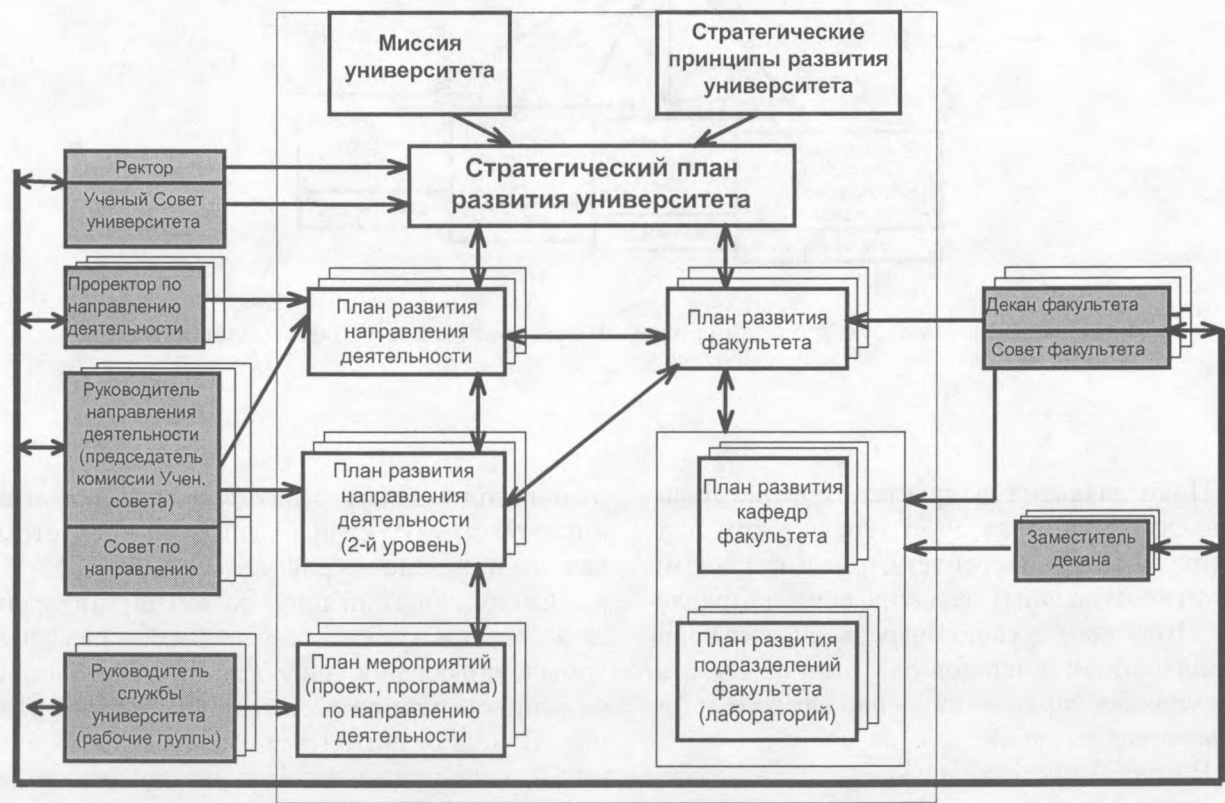 Миссия
университета
Стратегические
принципы развития
университета
Ректор
Ученый Совет
университета
Стратегический план
развития университета
Проректор по
направлению
деятельности
План развития
направления
деятельности
План развития
факультета
Декан факультета
Совет факультета
Руководитель
направления
деятельности
(председатель
комиссии Учен.
совета)
Совет по
направлению
План развития
направления
деятельности
(2-й уровень)
План развития
кафедр
факультета
Заместитель
декана
Руководитель
службы
университета
(рабочие группы)
План мероприятий
(проект, программа)
по направлению
деятельности
План развития
подразделений
факультета
(лабораторий)